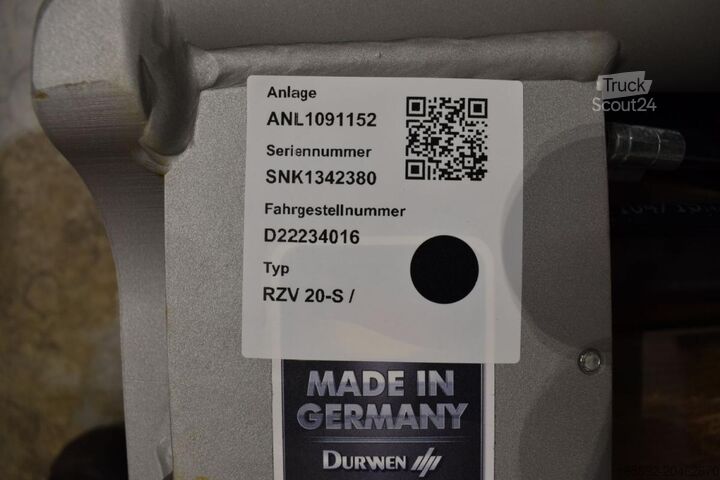 Anlage
ANL1091152
Seriennummer
SNK1342380
Fahrgestellnummer
D22234016
Typ
RZV 20-S /
MADE IN
GERMANY
DURWEN
Truck
Scout24